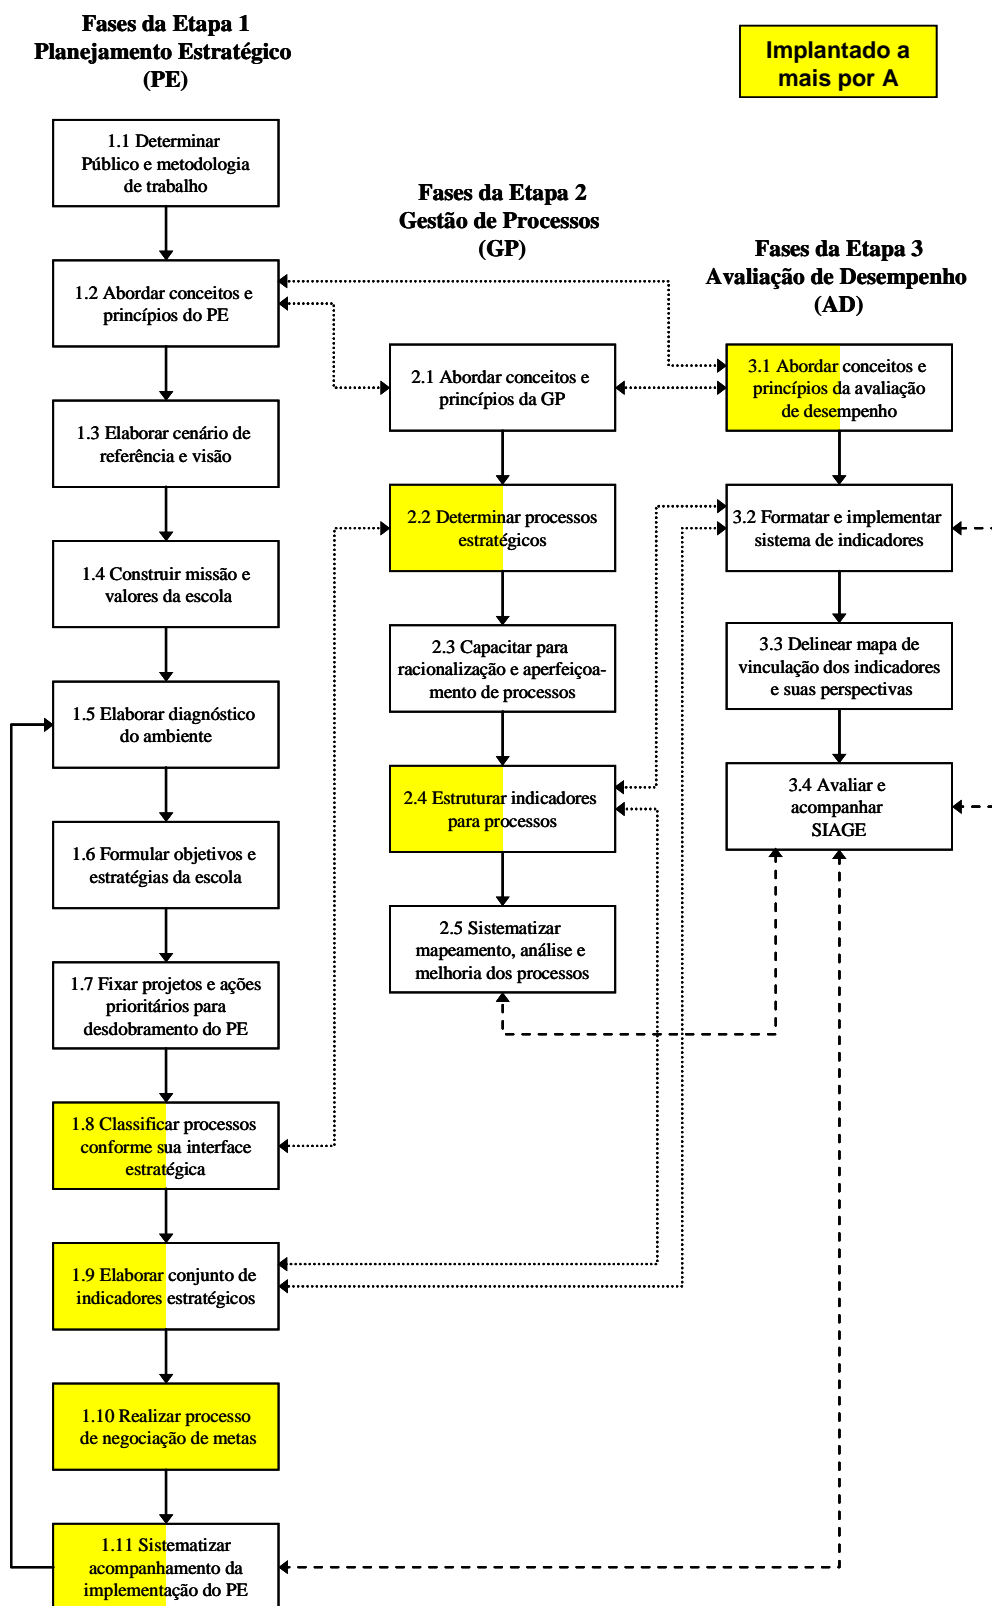 Fases da Etapa 1
Planejamento Estratégico
(PE)
Implantado a
mais por A
1.1 Determinar
Público e metodologia
de trabalho
Fases da Etapa 2
Gestão de Processos
(GP)
Fases da Etapa 3
Avaliação de Desempenho
(AD)
1.2 Abordar conceitos e
princípios do PE
2.1 Abordar conceitos e
princípios da GP
3.1 Abordar conceitos e
princípios da avaliação
de desempenho
1.3 Elaborar cenário de
referência e visão
2.2 Determinar processos
estratégicos
3.2 Formatar e implementar
sistema de indicadores
1.4 Construir missão e
valores da escola
2.3 Capacitar para
racionalização e aperfeiçoa-
mento de processos
3.3 Delinear mapa de
vinculação dos indicadores
e suas perspectivas
1.5 Elaborar diagnóstico
do ambiente
2.4 Estruturar indicadores
para processos
3.4 Avaliar e
acompanhar
SIAGE
1.6 Formular objetivos e
estratégias da escola
2.5 Sistematizar
mapeamento, análise e
melhoria dos processos
1.7 Fixar projetos e ações
prioritários para
desdobramento do PE
1.8 Classificar processos
conforme sua interface
estratégica
1.9 Elaborar conjunto de
indicadores estratégicos
1.10 Realizar processo
de negociação de metas
1.11 Sistematizar
acompanhamento da
implementação do PE